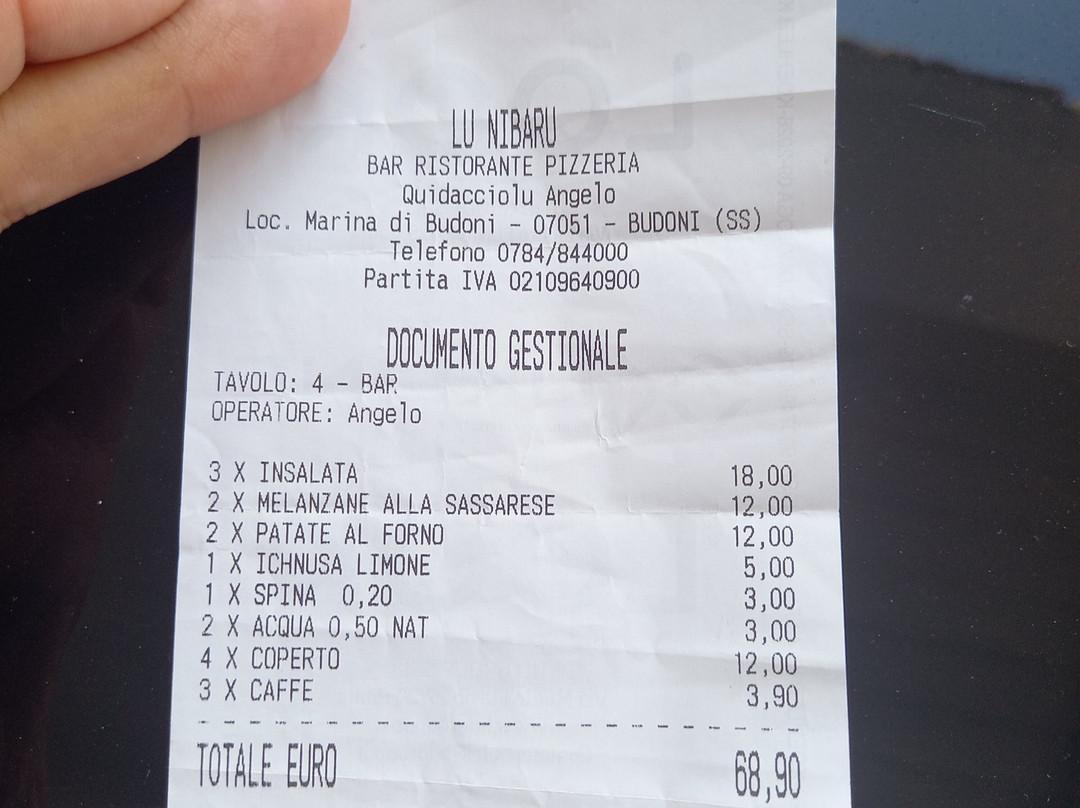 LU NIBARU
BAR RISTORANTE PIZZERIA
Quidacciolu Angelo
Loc. Marina di Budoni - 07051 - BUDONI (SS)
Telefono 0784/844000
Partita IVA 02109640900
DOCUMENTO GESTIONALE
TAVOLO: 4 - BAR
OPERATORE: Angelo
3 X INSALATA 18,00
2 X MELANZANE ALLA SASSARESE 12,00
2 X PATATE AL FORNO 12,00
1 X ICHNUSA LIMONE 5,00
1 X SPINA 0,20 3,00
2 X ACQUA 0,50 NAT 3,00
4 X COPERTO 12,00
3 X CAFFE 3,90
TOTALE EURO 68,90